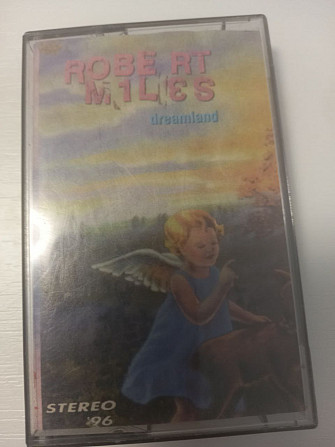 ROBERT
MILES
dreamland
STEREO
'96